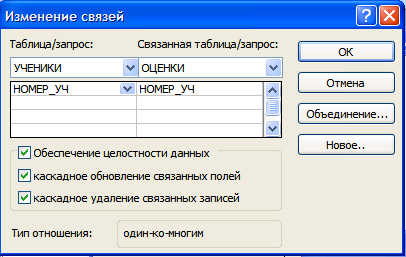 Изменение связей
Таблица/запрос: Связанная таблица/запрос:
УЧЕНИКИ ОЦЕНКИ
НОМЕР_УЧ НОМЕР_УЧ
Обеспечение целостности данных
каскадное обновление связанных полей
каскадное удаление связанных записей
Тип отношения: один-ко-многим
ОК
Отмена
Объединение...
Новое..